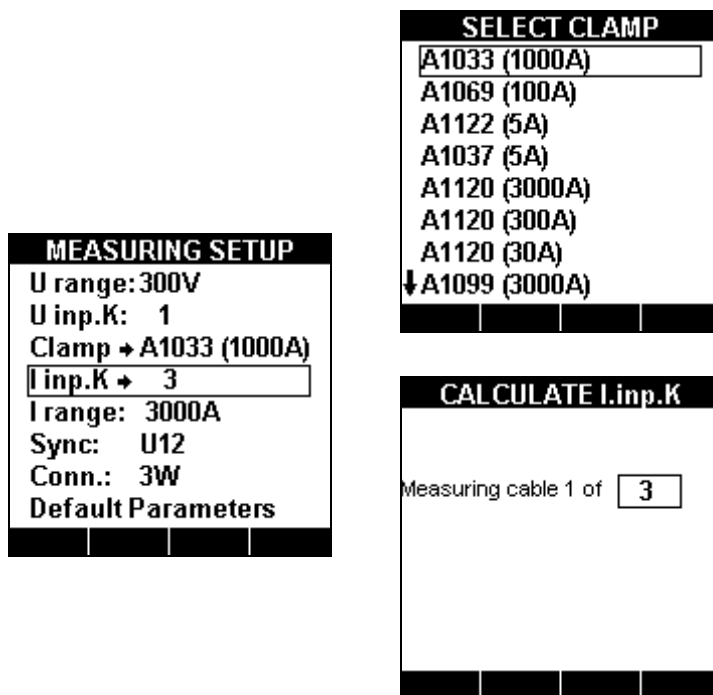 MEASURING SETUP
U range: 300V
U inp.K: 1
Clamp → A1033 (1000A)
I inp.K → 3
I range: 3000A
Sync: U12
Conn.: 3W
Default Parameters
SELECT CLAMP
A1033 (1000A)
A1069 (100A)
A1122 (5A)
A1037 (5A)
A1120 (3000A)
A1120 (300A)
A1120 (30A)
↓A1099 (3000A)
CALCULATE I.inp.K
Measuring cable 1 of 3